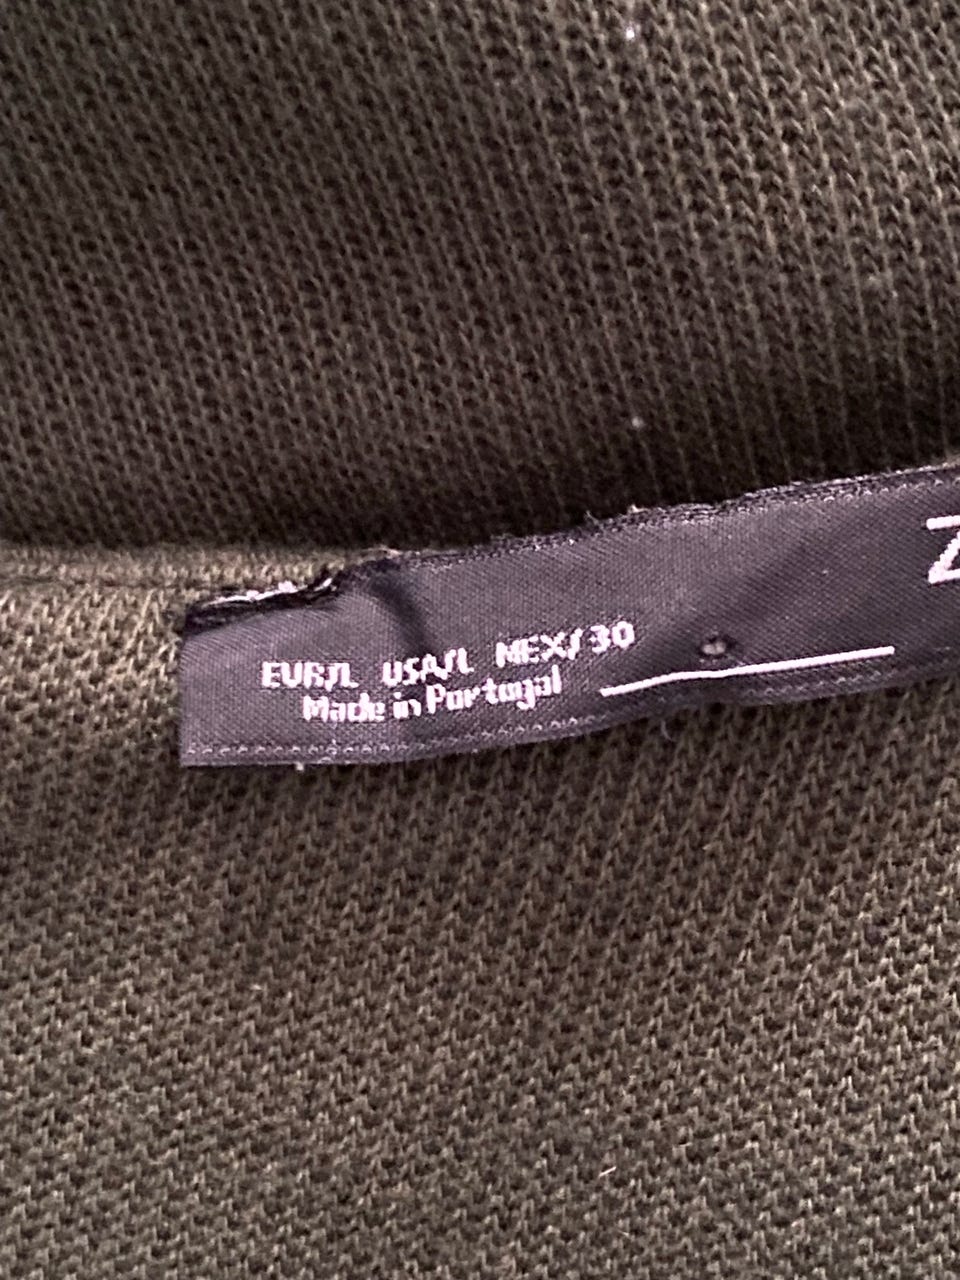 Z
EUR/L USA/L MEX/30
Made in Portugal